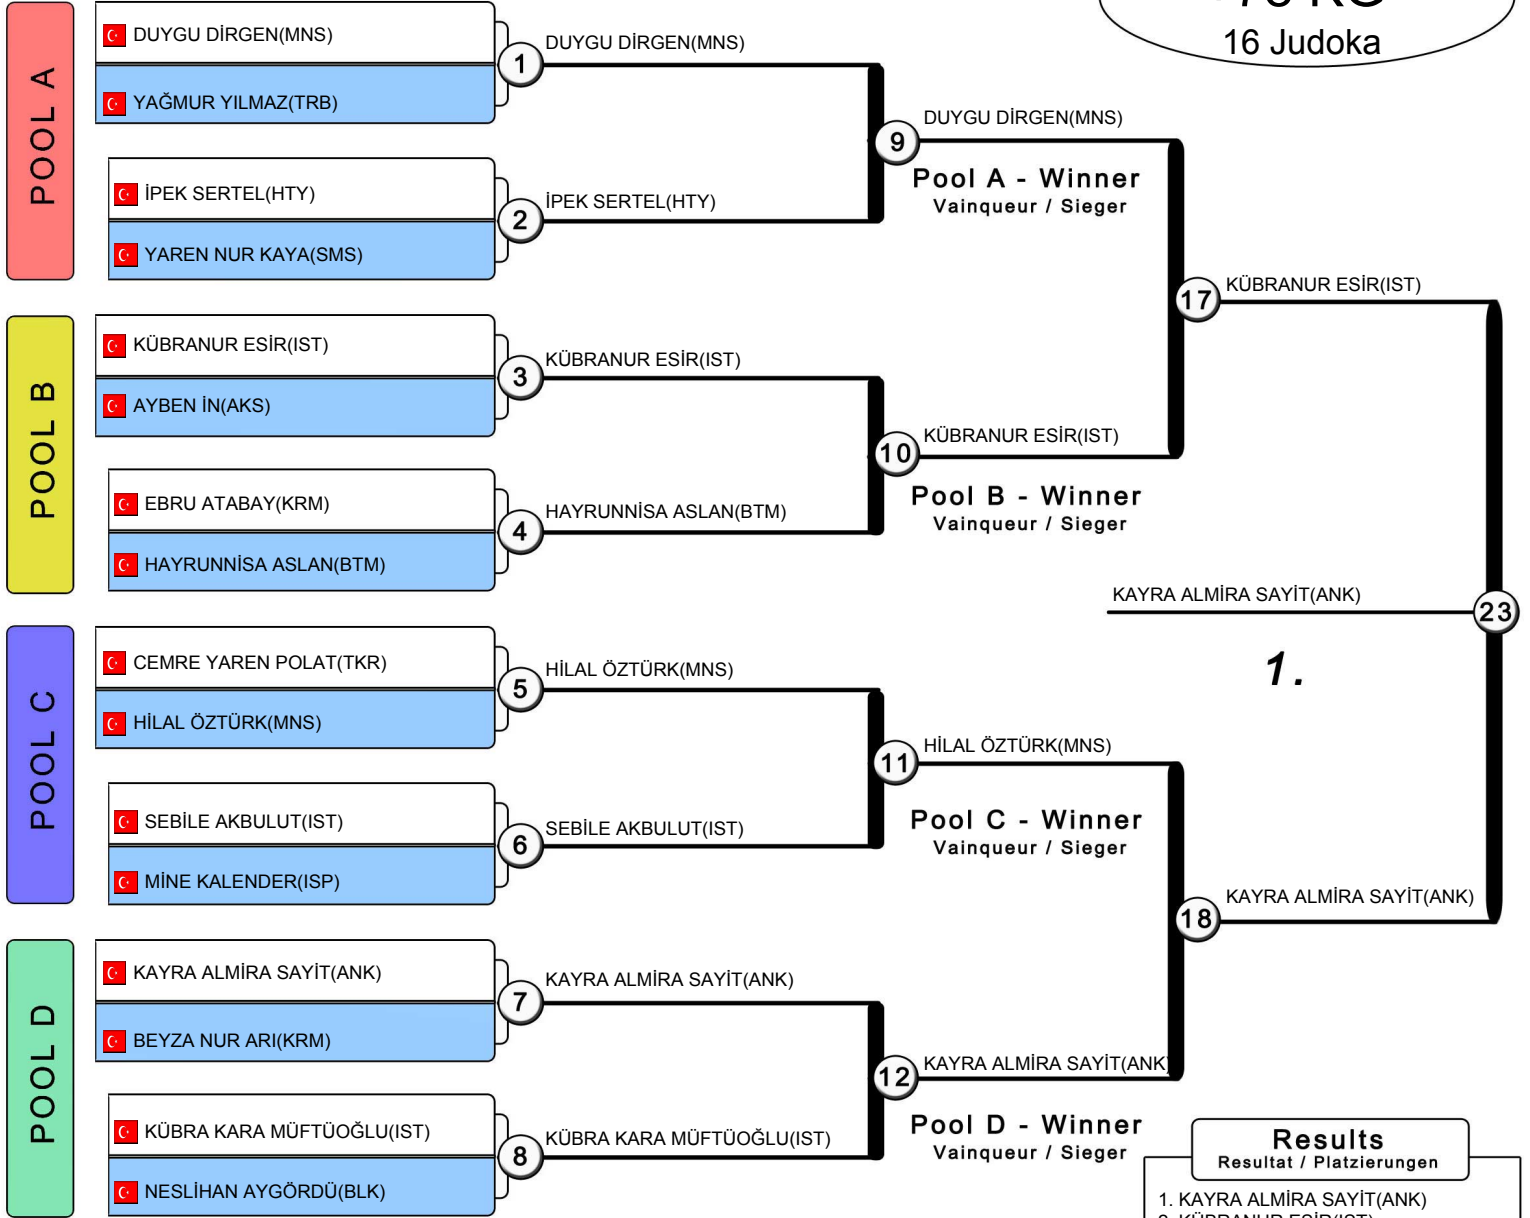 16 Judoka
POOL A
DUYGU DİRGEN(MNS)
YAĞMUR YILMAZ(TRB)
1
DUYGU DİRGEN(MNS)
İPEK SERTEL(HTY)
YAREN NUR KAYA(SMS)
2
İPEK SERTEL(HTY)
9
DUYGU DİRGEN(MNS)
Pool A - Winner
Vainqueur / Sieger
POOL B
KÜBRANUR ESİR(IST)
AYBEN İN(AKS)
3
KÜBRANUR ESİR(IST)
EBRU ATABAY(KRM)
HAYRUNNİSA ASLAN(BTM)
4
HAYRUNNİSA ASLAN(BTM)
10
KÜBRANUR ESİR(IST)
Pool B - Winner
Vainqueur / Sieger
17
KÜBRANUR ESİR(IST)
POOL C
CEMRE YAREN POLAT(TKR)
HİLAL ÖZTÜRK(MNS)
5
HİLAL ÖZTÜRK(MNS)
SEBİLE AKBULUT(IST)
MİNE KALENDER(ISP)
6
SEBİLE AKBULUT(IST)
11
HİLAL ÖZTÜRK(MNS)
Pool C - Winner
Vainqueur / Sieger
POOL D
KAYRA ALMİRA SAYİT(ANK)
BEYZA NUR ARI(KRM)
7
KAYRA ALMİRA SAYİT(ANK)
KÜBRA KARA MÜFTÜOĞLU(IST)
NESLİHAN AYGÖRDÜ(BLK)
8
KÜBRA KARA MÜFTÜOĞLU(IST)
12
KAYRA ALMİRA SAYİT(ANK)
Pool D - Winner
Vainqueur / Sieger
18
KAYRA ALMİRA SAYİT(ANK)
KAYRA ALMİRA SAYİT(ANK)
23
1.
Results
Resultat / Platzierungen
1. KAYRA ALMİRA SAYİT(ANK)
2. KÜBRANUR ESİR(IST)